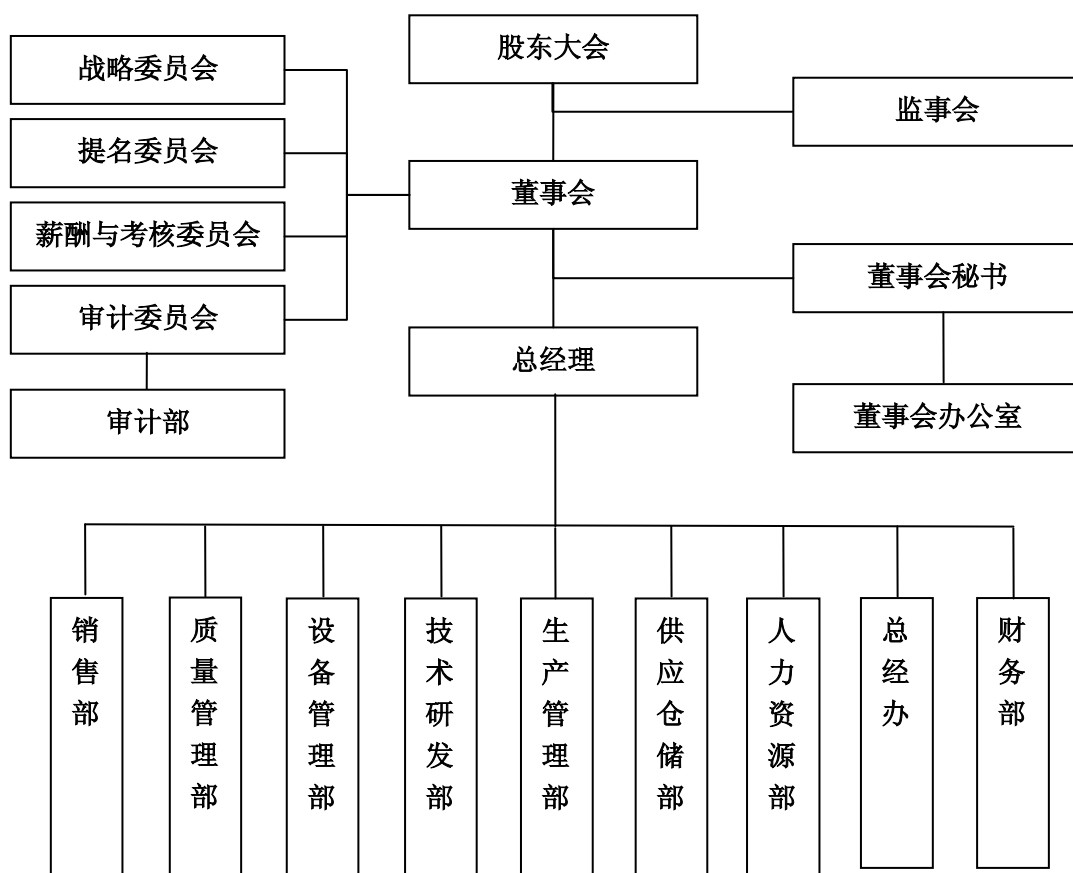 股东大会
战略委员会
监事会
提名委员会
董事会
薪酬与考核委员会
董事会秘书
审计委员会
总经理
审计部
董事会办公室
销售部
质量管理部
设备管理部
技术研发部
生产管理部
供应仓储部
人力资源部
总经办
财务部